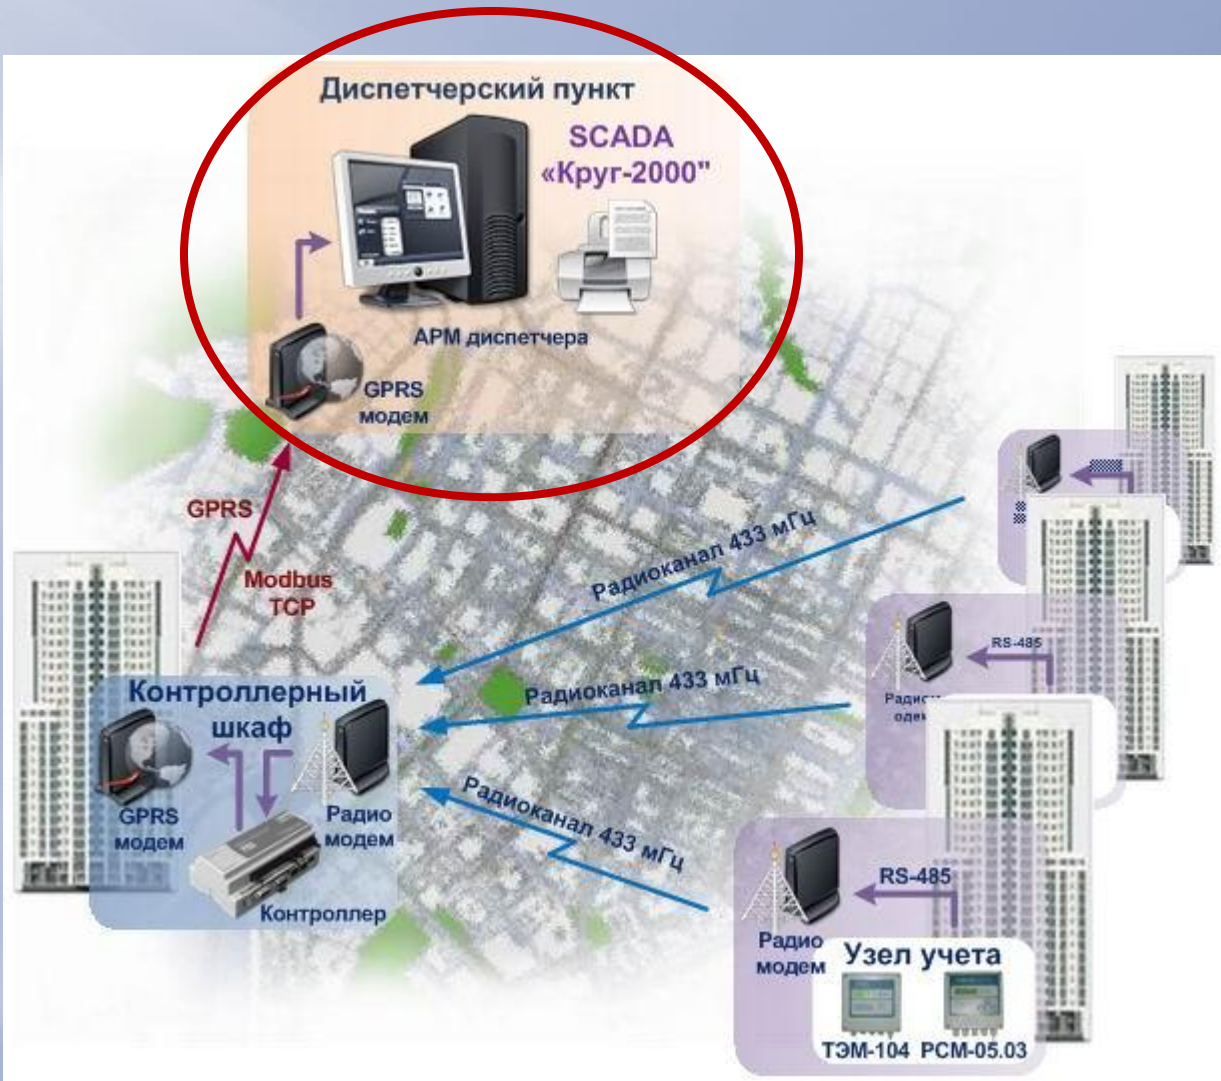 Диспетчерский пункт
SCADA
«Круг-2000"
АРМ диспетчера
GPRS
модем
GPRS
Modbus
TCP
Радиоканал 433 мГц
Радиоканал 433 мГц
Радиоканал 433 мГц
RS-485
Контроллерный
шкаф
GPRS
модем
Радио
модем
Контроллер
RS-485
Радио
модем
Узел учета
ТЭМ-104 РСМ-05.03